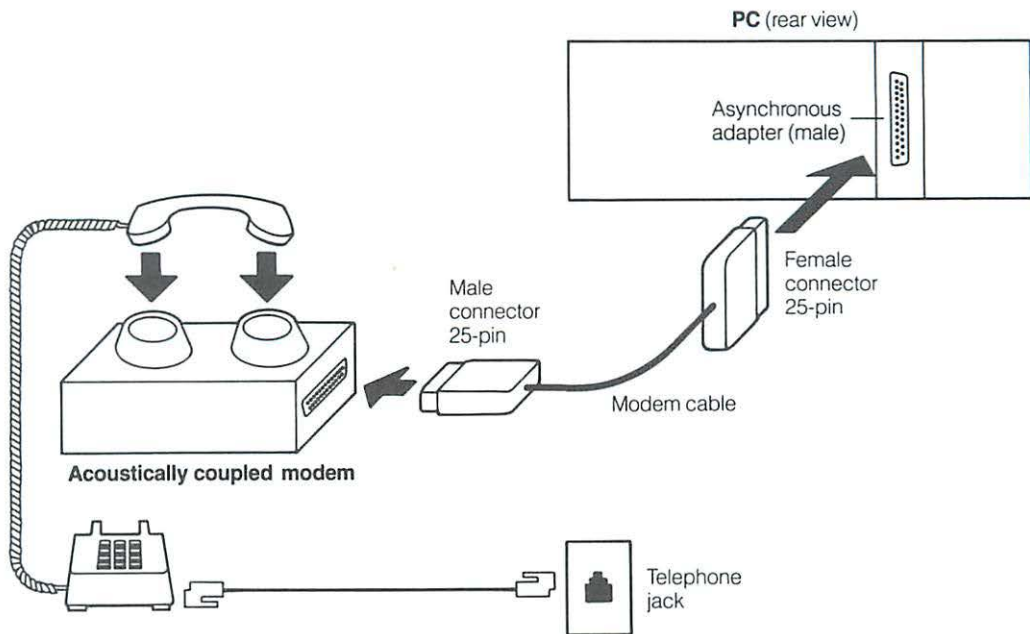 PC (rear view)
Asynchronous
adapter (male)
Female
connector
25-pin
Male
connector
25-pin
Modem cable
Acoustically coupled modem
Telephone
jack